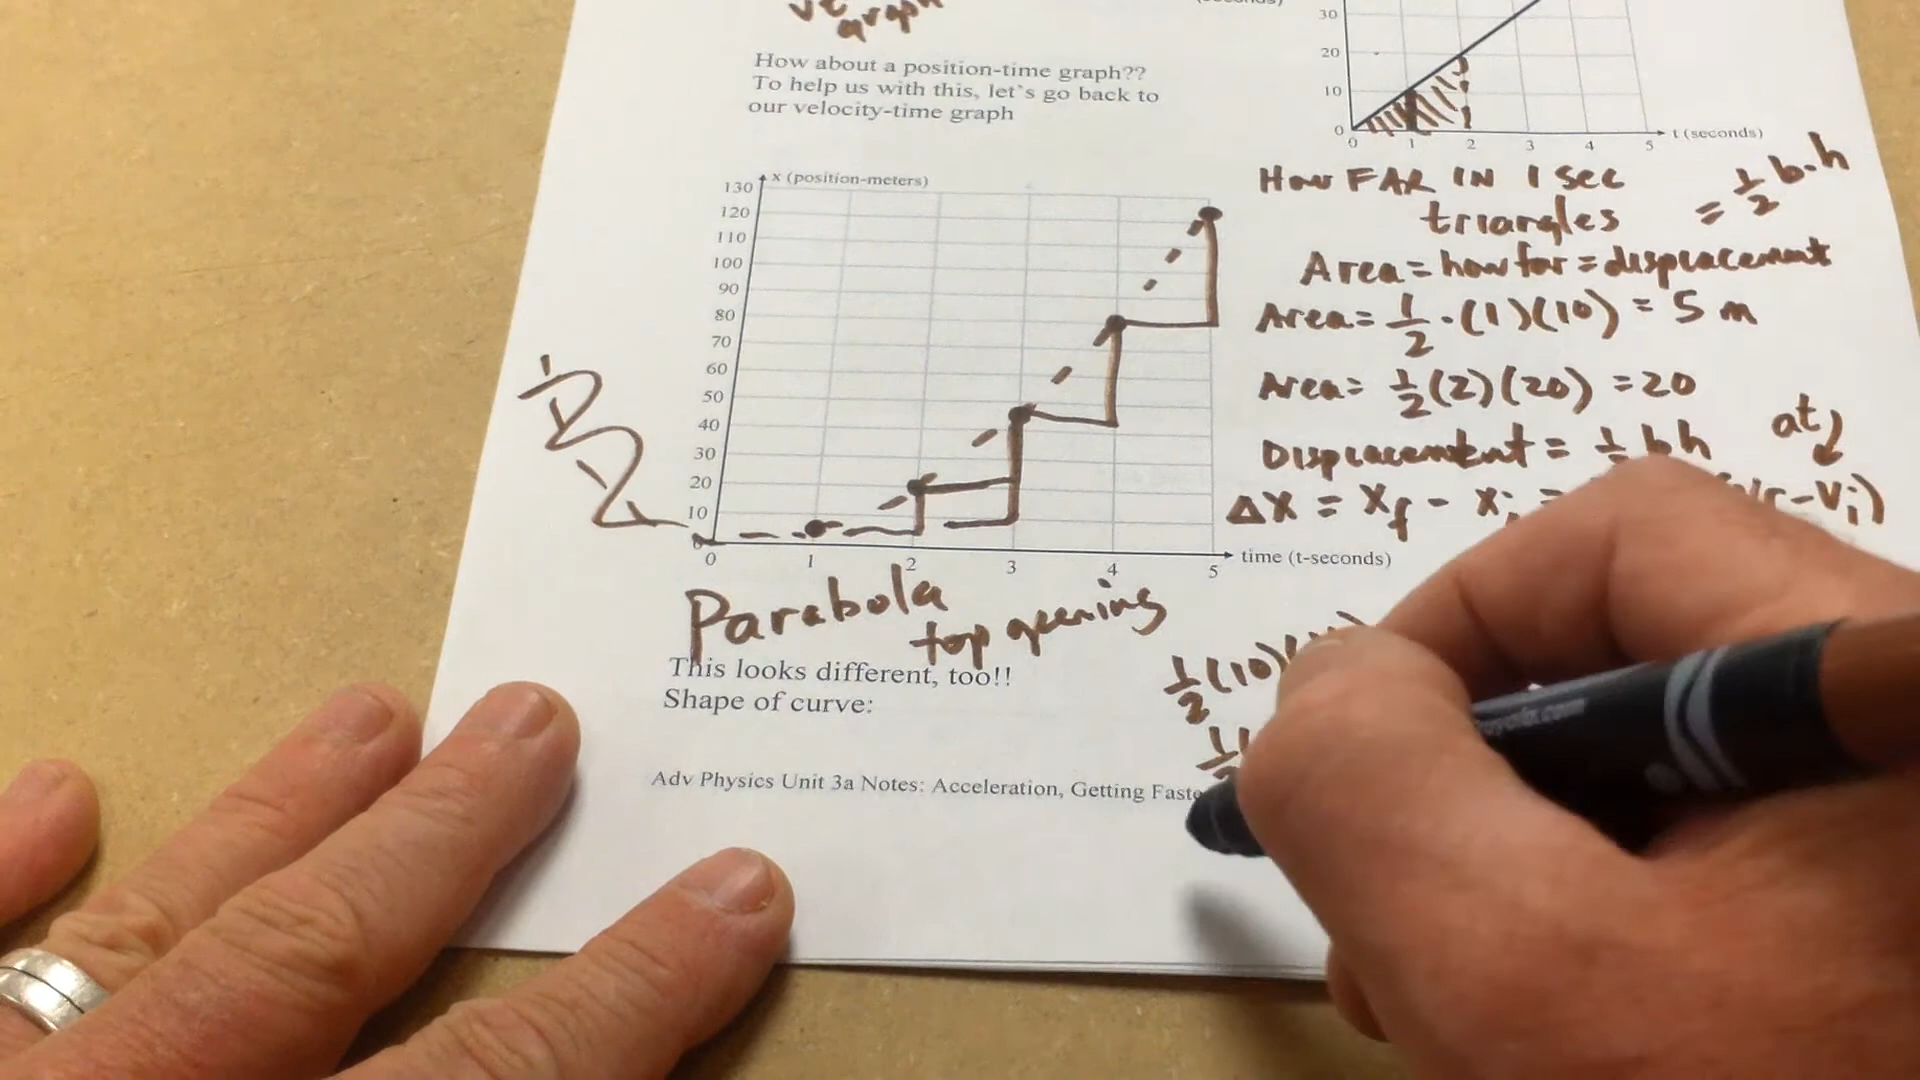 graph
How about a position-time graph??
To help us with this, let's go back to
our velocity-time graph
30
20
10
0
0 1 2 3 4 5
t (seconds)
x (position-meters)
130
120
110
100
90
80
70
60
50
40
30
20
10
0
0 1 2 3 4 5
time (t-seconds)
How FAR IN 1 sec
triangles = 1/2 b.h
Area = how far = displacement
Area = 1/2 · (1)(10) = 5 m
Area = 1/2 (2)(20) = 20
Displacement = 1/2 bh
at
Δx = xf - xi =
-vi)
Parabola
top opening
This looks different, too!!
Shape of curve:
1/2 (10)
Adv Physics Unit 3a Notes: Acceleration, Getting